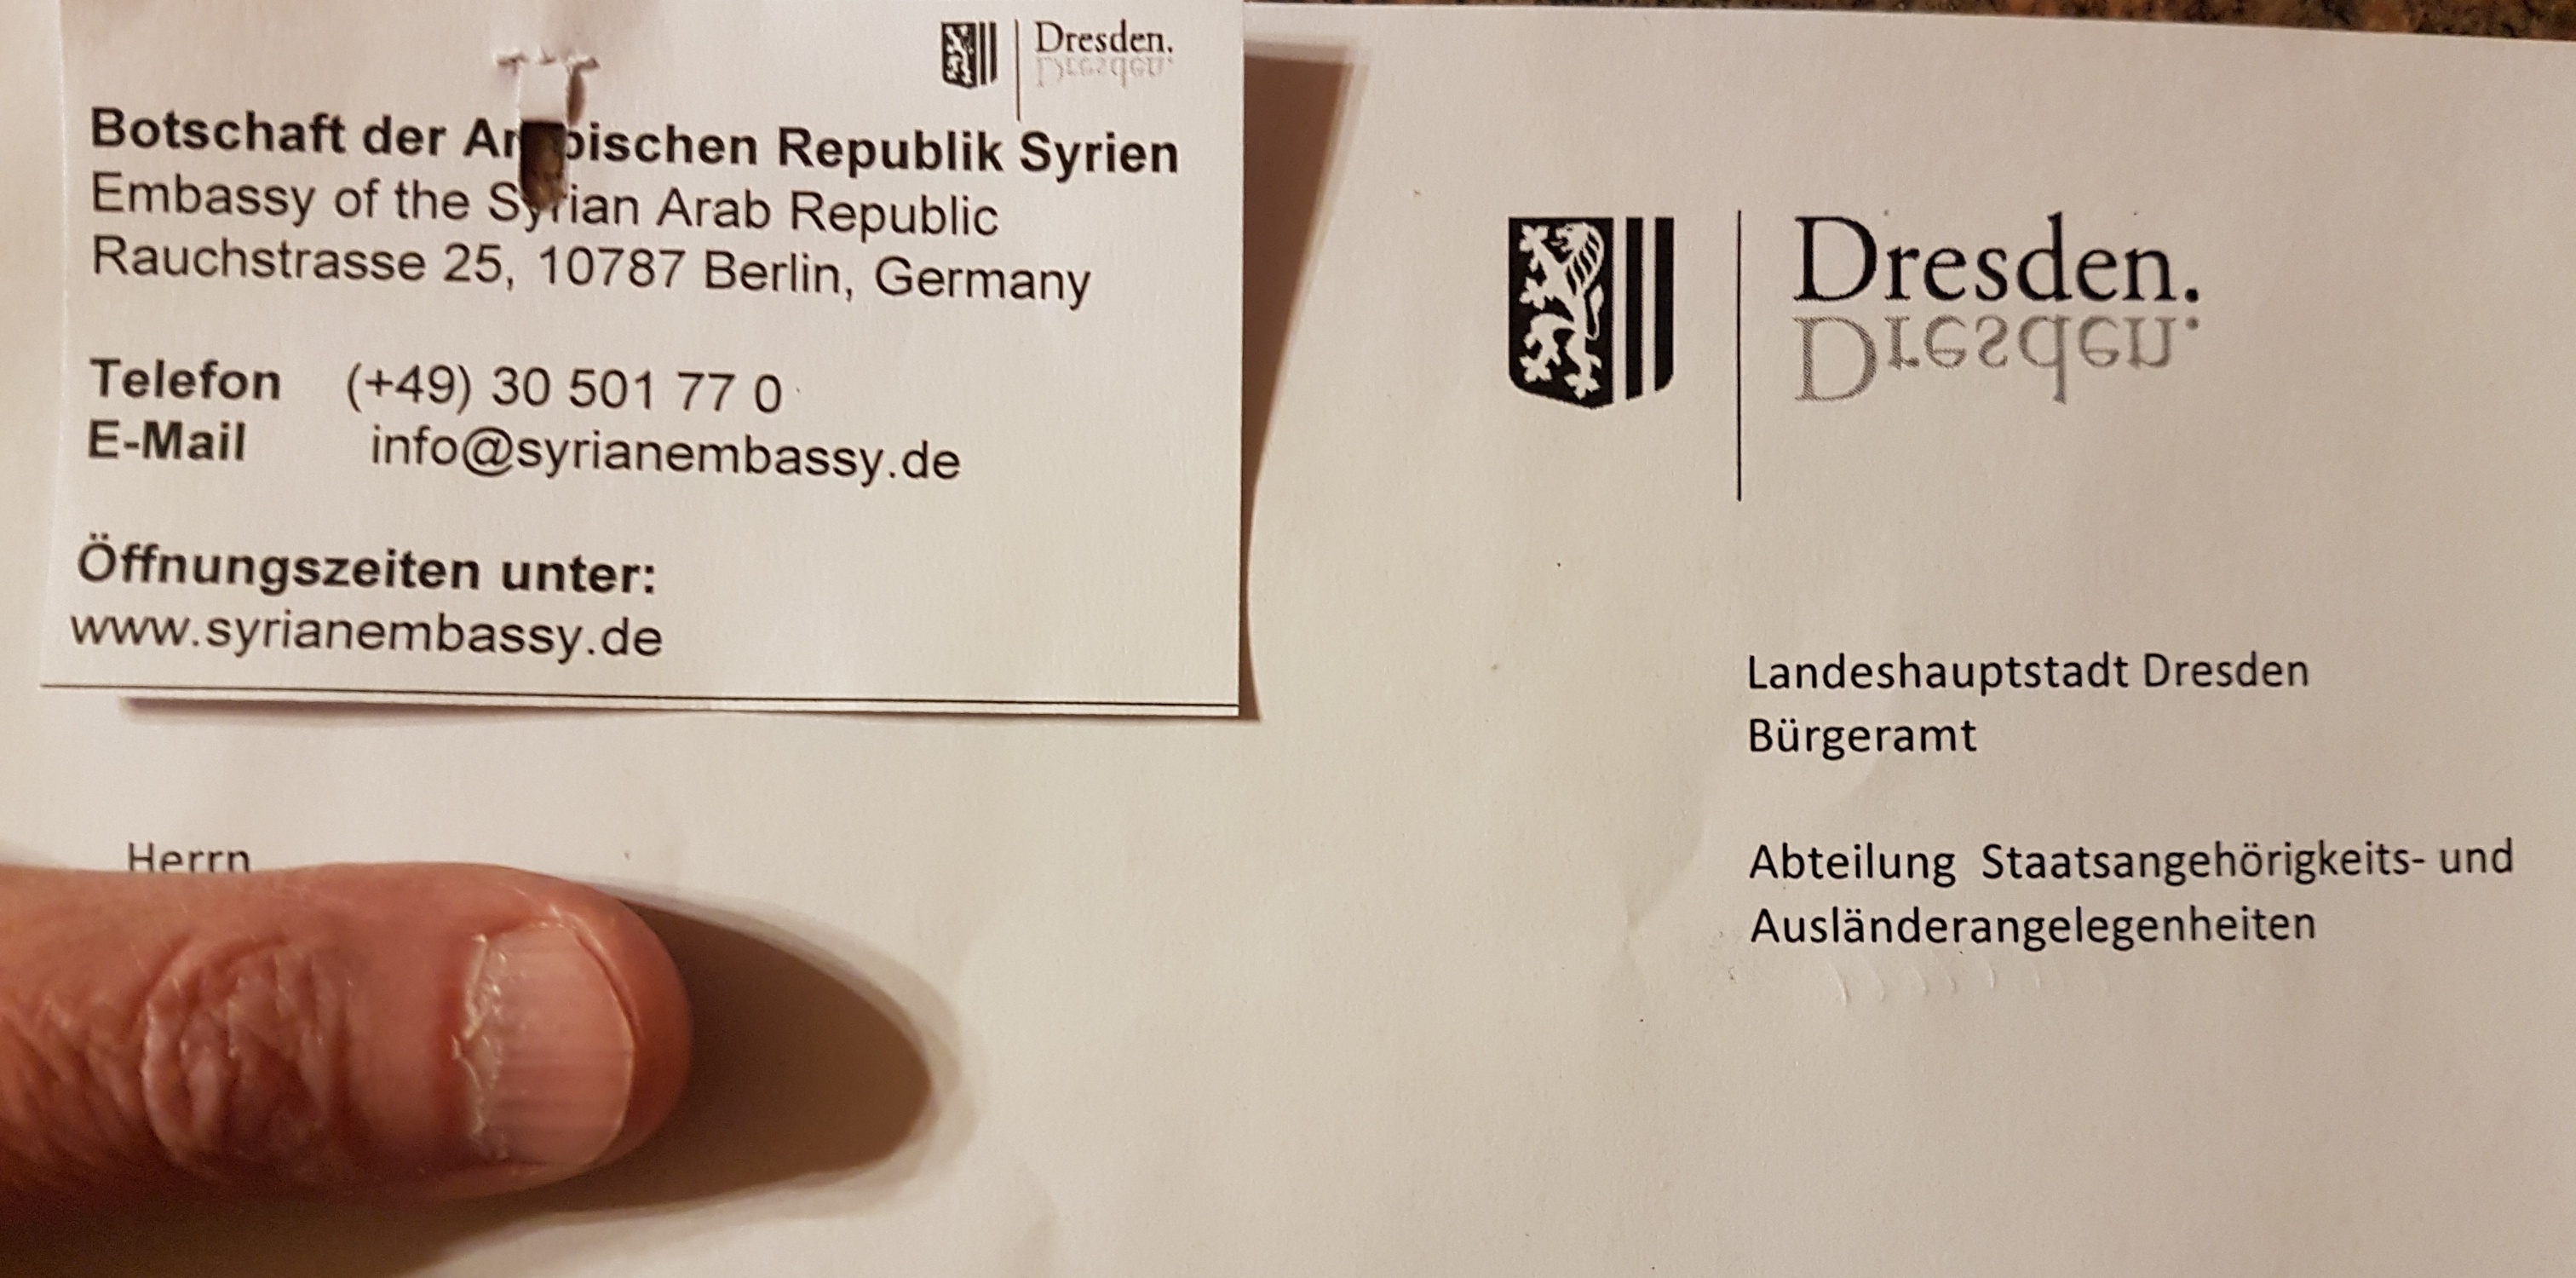 Dresden.
Dresden.
Botschaft der Arabischen Republik Syrien
Embassy of the Syrian Arab Republic
Rauchstrasse 25, 10787 Berlin, Germany
Telefon (+49) 30 501 77 0
E-Mail info@syrianembassy.de
Öffnungszeiten unter:
www.syrianembassy.de
Dresden.
Dresden.
Landeshauptstadt Dresden
Bürgeramt
Abteilung Staatsangehörigkeits- und
Ausländerangelegenheiten
Herrn